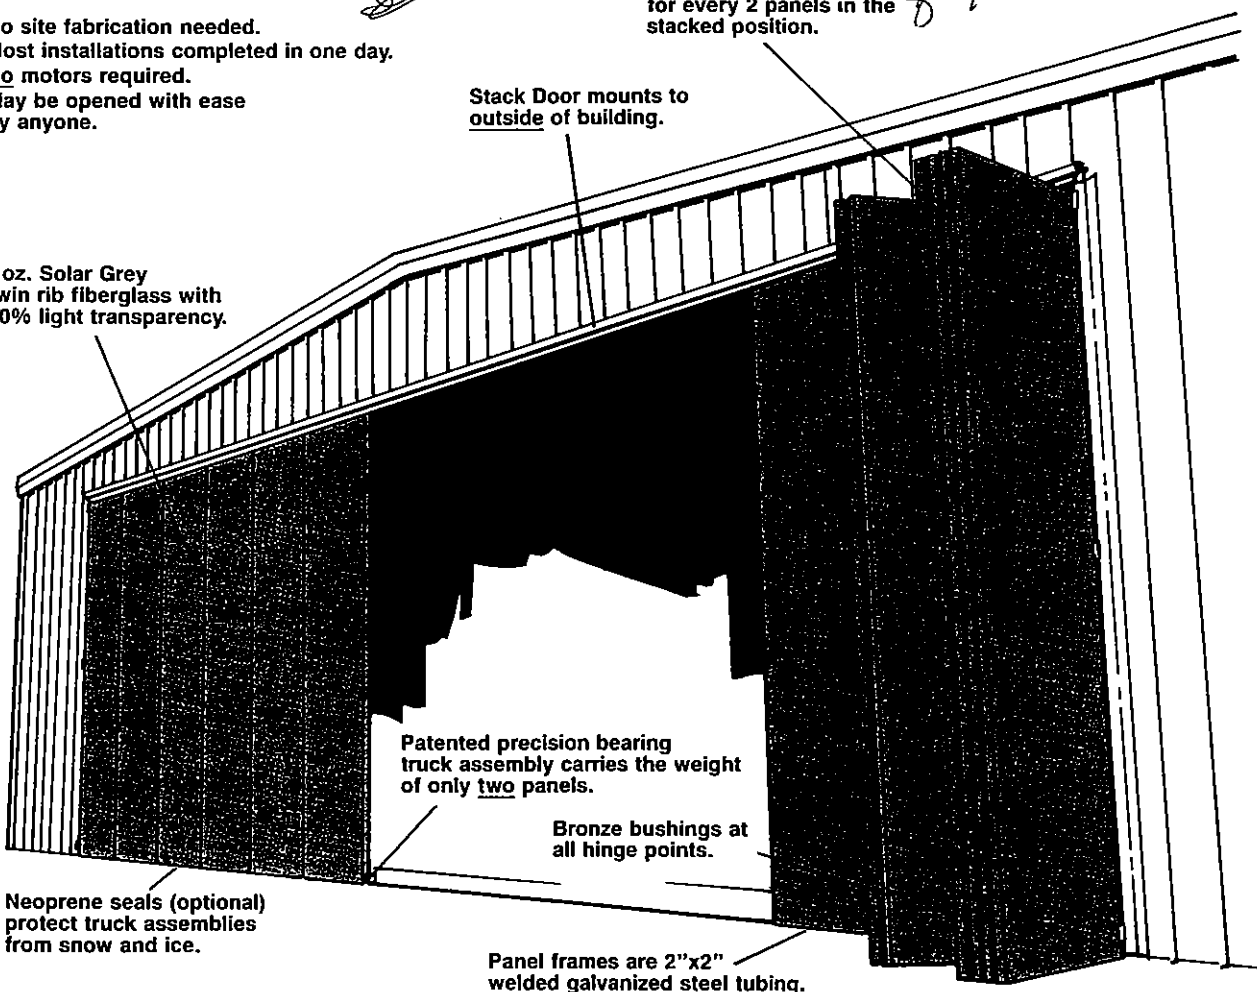 o site fabrication needed.
lost installations completed in one day.
o motors required.
lay be opened with ease
y anyone.
for every 2 panels in the
stacked position.
Stack Door mounts to
outside of building.
oz. Solar Grey
win rib fiberglass with
0% light transparency.
Patented precision bearing
truck assembly carries the weight
of only two panels.
Bronze bushings at
all hinge points.
Neoprene seals (optional)
protect truck assemblies
from snow and ice.
Panel frames are 2"x2"
welded galvanized steel tubing.